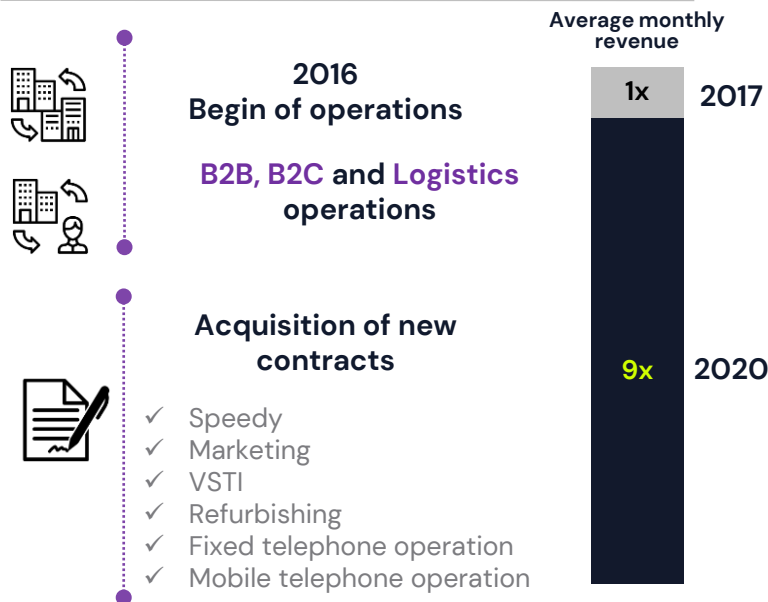 Average monthly
revenue
2016
Begin of operations
1x
2017
B2B, B2C and Logistics
operations
Acquisition of new
contracts
9x
2020
✓ Speedy
✓ Marketing
✓ VSTI
✓ Refurbishing
✓ Fixed telephone operation
✓ Mobile telephone operation